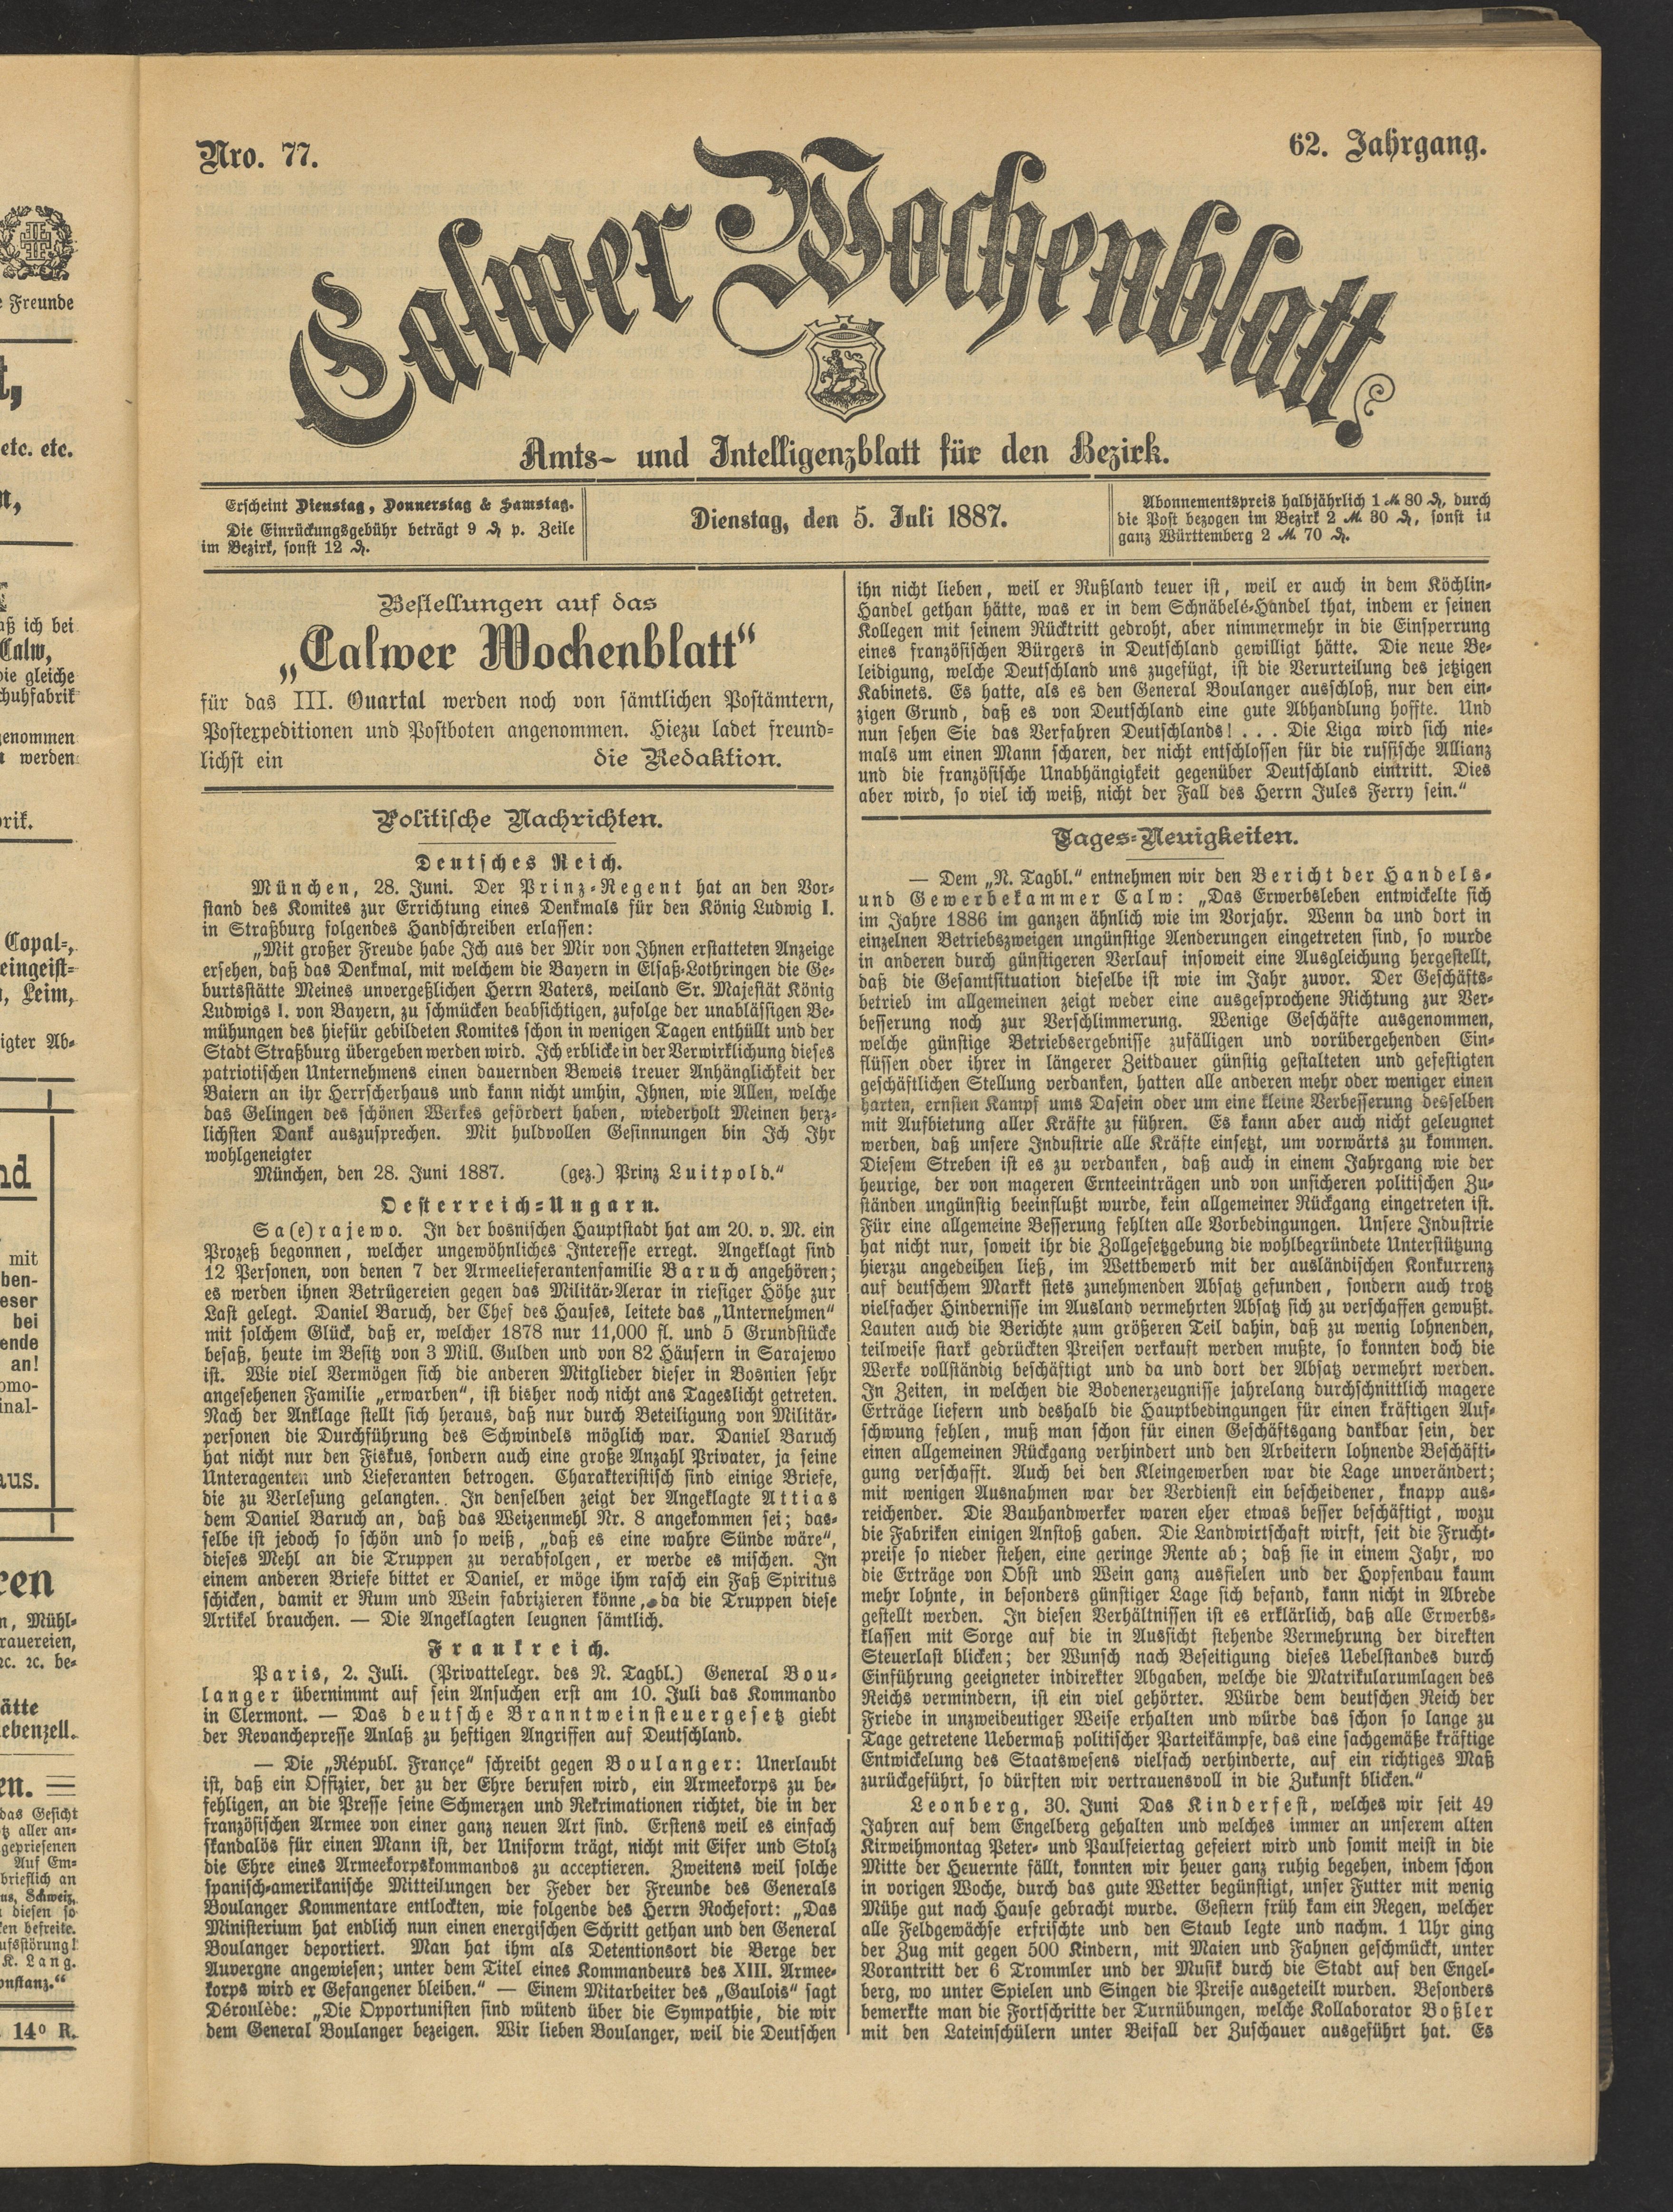 Nro. 77.
62. Jahrgang.
Calwer Wochenblatt
Amts- und Intelligenzblatt für den Bezirk.
Erscheint Dienstag, Donnerstag & Samstag.
Die Einrückungsgebühr beträgt 9 ₰ p. Zeile
im Bezirk, sonst 12 ₰.
Dienstag, den 5. Juli 1887.
Abonnementspreis halbjährlich 1 ℳ 80 ₰, durch
die Post bezogen im Bezirk 2 ℳ 30 ₰, sonst in
ganz Württemberg 2 ℳ 70 ₰.
Bestellungen auf das
„Calwer Wochenblatt“
für das III. Quartal werden noch von sämtlichen Postämtern,
Postexpeditionen und Postboten angenommen. Hiezu ladet freund-
lichst ein die Redaktion.
Politische Nachrichten.
Deutsches Reich.
München, 28. Juni. Der Prinz-Regent hat an den Vor-
stand des Komites zur Errichtung eines Denkmals für den König Ludwig I.
in Straßburg folgendes Handschreiben erlassen:
„Mit großer Freude habe Ich aus der Mir von Ihnen erstatteten Anzeige
ersehen, daß das Denkmal, mit welchem die Bayern in Elsaß-Lothringen die Ge-
burtsstätte Meines unvergeßlichen Herrn Vaters, weiland Sr. Majestät König
Ludwigs I. von Bayern, zu schmücken beabsichtigen, zufolge der unablässigen Be-
mühungen des hiefür gebildeten Komites schon in wenigen Tagen enthüllt und der
Stadt Straßburg übergeben werden wird. Ich erblicke in der Verwirklichung dieses
patriotischen Unternehmens einen dauernden Beweis treuer Anhänglichkeit der
Baiern an ihr Herrscherhaus und kann nicht umhin, Ihnen, wie Allen, welche
das Gelingen des schönen Werkes gefördert haben, wiederholt Meinen herz-
lichsten Dank auszusprechen. Mit huldvollen Gesinnungen bin Ich Ihr
wohlgeneigter
München, den 28. Juni 1887. (gez.) Prinz Luitpold.“
Oesterreich-Ungarn.
Sa(e)rajewo. In der bosnischen Hauptstadt hat am 20. v. M. ein
Prozeß begonnen, welcher ungewöhnliches Interesse erregt. Angeklagt sind
12 Personen, von denen 7 der Armeelieferantenfamilie Baruch angehören;
es werden ihnen Betrügereien gegen das Militär-Aerar in riesiger Höhe zur
Last gelegt. Daniel Baruch, der Chef des Hauses, leitete das „Unternehmen“
mit solchem Glück, daß er, welcher 1878 nur 11,000 fl. und 5 Grundstücke
besaß, heute im Besitz von 3 Mill. Gulden und von 82 Häusern in Sarajewo
ist. Wie viel Vermögen sich die anderen Mitglieder dieser in Bosnien sehr
angesehenen Familie „erwarben“, ist bisher noch nicht ans Tageslicht getreten.
Nach der Anklage stellt sich heraus, daß nur durch Beteiligung von Militär-
personen die Durchführung des Schwindels möglich war. Daniel Baruch
hat nicht nur den Fiskus, sondern auch eine große Anzahl Privater, ja seine
Unteragenten und Lieferanten betrogen. Charakteristisch sind einige Briefe,
die zu Verlesung gelangten. In denselben zeigt der Angeklagte Attias
dem Daniel Baruch an, daß das Weizenmehl Nr. 8 angekommen sei; das-
selbe ist jedoch so schön und so weiß, „daß es eine wahre Sünde wäre“,
dieses Mehl an die Truppen zu verabfolgen, er werde es mischen. In
einem anderen Briefe bittet er Daniel, er möge ihm rasch ein Faß Spiritus
schicken, damit er Rum und Wein fabrizieren könne, da die Truppen diese
Artikel brauchen. — Die Angeklagten leugnen sämtlich.
Frankreich.
Paris, 2. Juli. (Privattelegr. des N. Tagbl.) General Bou-
langer übernimmt auf sein Ansuchen erst am 10. Juli das Kommando
in Clermont. — Das deutsche Branntweinsteuergesetz giebt
der Revanchepresse Anlaß zu heftigen Angriffen auf Deutschland.
— Die „Républ. Françe“ schreibt gegen Boulanger: Unerlaubt
ist, daß ein Offizier, der zu der Ehre berufen wird, ein Armeekorps zu be-
fehligen, an die Presse seine Schmerzen und Rekrimationen richtet, die in der
französischen Armee von einer ganz neuen Art sind. Erstens weil es einfach
skandalös für einen Mann ist, der Uniform trägt, nicht mit Eifer und Stolz
die Ehre eines Armeekorpskommandos zu acceptieren. Zweitens weil solche
spanisch-amerikanische Mitteilungen der Feder der Freunde des Generals
Boulanger Kommentare entlockten, wie folgende des Herrn Rochefort: „Das
Ministerium hat endlich nun einen energischen Schritt gethan und den General
Boulanger deportiert. Man hat ihm als Detentionsort die Berge der
Auvergne angewiesen; unter dem Titel eines Kommandeurs des XIII. Armee-
korps wird er Gefangener bleiben.“ — Einem Mitarbeiter des „Gaulois“ sagt
Déroulède: „Die Opportunisten sind wütend über die Sympathie, die wir
dem General Boulanger bezeigen. Wir lieben Boulanger, weil die Deutschen
ihn nicht lieben, weil er Rußland teuer ist, weil er auch in dem Köchlin-
Handel gethan hätte, was er in dem Schnäbelé-Handel that, indem er seinen
Kollegen mit seinem Rücktritt gedroht, aber nimmermehr in die Einsperrung
eines französischen Bürgers in Deutschland gewilligt hätte. Die neue Be-
leidigung, welche Deutschland uns zugefügt, ist die Verurteilung des jetzigen
Kabinets. Es hatte, als es den General Boulanger ausschloß, nur den ein-
zigen Grund, daß es von Deutschland eine gute Abhandlung hoffte. Und
nun sehen Sie das Verfahren Deutschlands! . . . Die Liga wird sich nie-
mals um einen Mann scharen, der nicht entschlossen für die russische Allianz
und die französische Unabhängigkeit gegenüber Deutschland eintritt. Dies
aber wird, so viel ich weiß, nicht der Fall des Herrn Jules Ferry sein.“
Tages-Neuigkeiten.
— Dem „N. Tagbl.“ entnehmen wir den Bericht der Handels-
und Gewerbekammer Calw: „Das Erwerbsleben entwickelte sich
im Jahre 1886 im ganzen ähnlich wie im Vorjahr. Wenn da und dort in
einzelnen Betriebszweigen ungünstige Aenderungen eingetreten sind, so wurde
in anderen durch günstigeren Verlauf insoweit eine Ausgleichung hergestellt,
daß die Gesamtsituation dieselbe ist wie im Jahr zuvor. Der Geschäfts-
betrieb im allgemeinen zeigt weder eine ausgesprochene Richtung zur Ver-
besserung noch zur Verschlimmerung. Wenige Geschäfte ausgenommen,
welche günstige Betriebsergebnisse zufälligen und vorübergehenden Ein-
flüssen oder ihrer in längerer Zeitdauer günstig gestalteten und gefestigten
geschäftlichen Stellung verdanken, hatten alle anderen mehr oder weniger einen
harten, ernsten Kampf ums Dasein oder um eine kleine Verbesserung desselben
mit Aufbietung aller Kräfte zu führen. Es kann aber auch nicht geleugnet
werden, daß unsere Industrie alle Kräfte einsetzt, um vorwärts zu kommen.
Diesem Streben ist es zu verdanken, daß auch in einem Jahrgang wie der
heurige, der von mageren Ernteeinträgen und von unsicheren politischen Zu-
ständen ungünstig beeinflußt wurde, kein allgemeiner Rückgang eingetreten ist.
Für eine allgemeine Besserung fehlten alle Vorbedingungen. Unsere Industrie
hat nicht nur, soweit ihr die Zollgesetzgebung die wohlbegründete Unterstützung
hierzu angedeihen ließ, im Wettbewerb mit der ausländischen Konkurrenz
auf deutschem Markt stets zunehmenden Absatz gefunden, sondern auch trotz
vielfacher Hindernisse im Ausland vermehrten Absatz sich zu verschaffen gewußt.
Lauten auch die Berichte zum größeren Teil dahin, daß zu wenig lohnenden,
teilweise stark gedrückten Preisen verkauft werden mußte, so konnten doch die
Werke vollständig beschäftigt und da und dort der Absatz vermehrt werden.
In Zeiten, in welchen die Bodenerzeugnisse jahrelang durchschnittlich magere
Erträge liefern und deshalb die Hauptbedingungen für einen kräftigen Auf-
schwung fehlen, muß man schon für einen Geschäftsgang dankbar sein, der
einen allgemeinen Rückgang verhindert und den Arbeitern lohnende Beschäfti-
gung verschafft. Auch bei den Kleingewerben war die Lage unverändert;
mit wenigen Ausnahmen war der Verdienst ein bescheidener, knapp aus-
reichender. Die Bauhandwerker waren eher etwas besser beschäftigt, wozu
die Fabriken einigen Anstoß gaben. Die Landwirtschaft wirft, seit die Frucht-
preise so nieder stehen, eine geringe Rente ab; daß sie in einem Jahr, wo
die Erträge von Obst und Wein ganz ausfielen und der Hopfenbau kaum
mehr lohnte, in besonders günstiger Lage sich befand, kann nicht in Abrede
gestellt werden. In diesen Verhältnissen ist es erklärlich, daß alle Erwerbs-
klassen mit Sorge auf die in Aussicht stehende Vermehrung der direkten
Steuerlast blicken; der Wunsch nach Beseitigung dieses Uebelstandes durch
Einführung geeigneter indirekter Abgaben, welche die Matrikularumlagen des
Reichs vermindern, ist ein viel gehörter. Würde dem deutschen Reich der
Friede in unzweideutiger Weise erhalten und würde das schon so lange zu
Tage getretene Uebermaß politischer Parteikämpfe, das eine sachgemäße kräftige
Entwickelung des Staatswesens vielfach verhinderte, auf ein richtiges Maß
zurückgeführt, so dürften wir vertrauensvoll in die Zukunft blicken.“
Leonberg, 30. Juni Das Kinderfest, welches wir seit 49
Jahren auf dem Engelberg gehalten und welches immer an unserem alten
Kirweihmontag Peter- und Paulfeiertag gefeiert wird und somit meist in die
Mitte der Heuernte fällt, konnten wir heuer ganz ruhig begehen, indem schon
in vorigen Woche, durch das gute Wetter begünstigt, unser Futter mit wenig
Mühe gut nach Hause gebracht wurde. Gestern früh kam ein Regen, welcher
alle Feldgewächse erfrischte und den Staub legte und nachm. 1 Uhr ging
der Zug mit gegen 500 Kindern, mit Maien und Fahnen geschmückt, unter
Vorantritt der 6 Trommler und der Musik durch die Stadt auf den Engel-
berg, wo unter Spielen und Singen die Preise ausgeteilt wurden. Besonders
bemerkte man die Fortschritte der Turnübungen, welche Kollaborator Boßler
mit den Lateinschülern unter Beifall der Zuschauer ausgeführt hat. Es